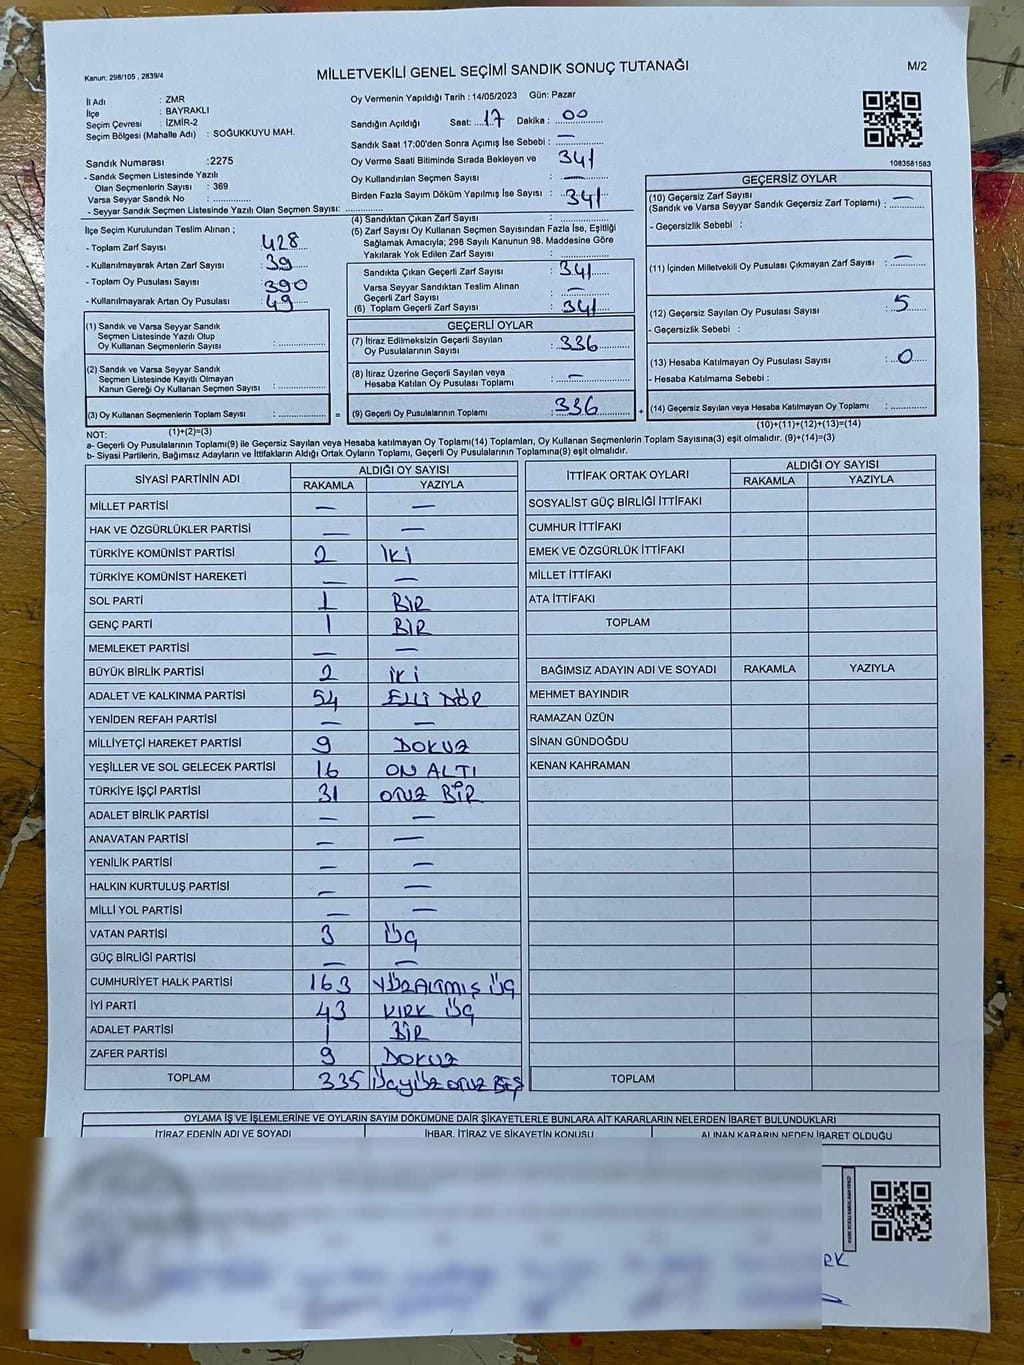 Kanun: 298/105 , 2839/4
MİLLETVEKİLİ GENEL SEÇİMİ SANDIK SONUÇ TUTANAĞI
M/2
İl Adı : ZMR
İlçe : BAYRAKLI
Seçim Çevresi : İZMİR-2
Seçim Bölgesi (Mahalle Adı) : SOĞUKKUYU MAH.
Sandık Numarası :2275
- Sandık Seçmen Listesinde Yazılı
Olan Seçmenlerin Sayısı : 369
Varsa Seyyar Sandık No :
- Seyyar Sandık Seçmen Listesinde Yazılı Olan Seçmen Sayısı:
Oy Vermenin Yapıldığı Tarih : 14/05/2023 Gün: Pazar
Sandığın Açıldığı Saat: 17 Dakika : 00
Sandık Saat 17:00'den Sonra Açımış İse Sebebi : —
Oy Verme Saati Bitiminde Sırada Bekleyen ve 341
Oy Kullandırılan Seçmen Sayısı : —
Birden Fazla Sayım Döküm Yapılmış İse Sayısı : 341
1083581583
İlçe Seçim Kurulundan Teslim Alınan ;
- Toplam Zarf Sayısı : 428
- Kullanılmayarak Artan Zarf Sayısı : 39
- Toplam Oy Pusulası Sayısı : 390
- Kullanılmayarak Artan Oy Pusulası : 49
(4) Sandıktan Çıkan Zarf Sayısı :
(5) Zarf Sayısı Oy Kullanan Seçmen Sayısından Fazla İse, Eşitliği
Sağlamak Amacıyla; 298 Sayılı Kanunun 98. Maddesine Göre
Yakılarak Yok Edilen Zarf Sayısı :
Sandıkta Çıkan Geçerli Zarf Sayısı : 341
Varsa Seyyar Sandıktan Teslim Alınan
Geçerli Zarf Sayısı : —
(6) Toplam Geçerli Zarf Sayısı : 341
GEÇERSİZ OYLAR
(10) Geçersiz Zarf Sayısı
(Sandık ve Varsa Seyyar Sandık Geçersiz Zarf Toplamı) : —
- Geçersizlik Sebebi :
(11) İçinden Milletvekili Oy Pusulası Çıkmayan Zarf Sayısı : —
(12) Geçersiz Sayılan Oy Pusulası Sayısı : 5
- Geçersizlik Sebebi :
(13) Hesaba Katılmayan Oy Pusulası Sayısı : 0
- Hesaba Katılmama Sebebi :
(14) Geçersiz Sayılan veya Hesaba Katılmayan Oy Toplamı :
(10)+(11)+(12)+(13)=(14)
(1) Sandık ve Varsa Seyyar Sandık
Seçmen Listesinde Yazılı Olup
Oy Kullanan Seçmenlerin Sayısı :
(2) Sandık ve Varsa Seyyar Sandık
Seçmen Listesinde Kayıtlı Olmayan
Kanun Gereği Oy Kullanan Seçmen Sayısı :
(3) Oy Kullanan Seçmenlerin Toplam Sayısı : =
(1)+(2)=(3)
GEÇERLİ OYLAR
(7) İtiraz Edilmeksizin Geçerli Sayılan
Oy Pusulalarının Sayısı : 336
(8) İtiraz Üzerine Geçerli Sayılan veya
Hesaba Katılan Oy Pusulası Toplamı : —
(9) Geçerli Oy Pusulalarının Toplamı : 336 +
NOT:
a- Geçerli Oy Pusulalarının Toplamı(9) ile Geçersiz Sayılan veya Hesaba katılmayan Oy Toplamı(14) Toplamları, Oy Kullanan Seçmenlerin Toplam Sayısına(3) eşit olmalıdır. (9)+(14)=(3)
b- Siyasi Partilerin, Bağımsız Adayların ve İttifakların Aldığı Ortak Oyların Toplamı, Geçerli Oy Pusulalarının Toplamına(9) eşit olmalıdır.
SİYASİ PARTİNİN ADI ALDIĞI OY SAYISI
RAKAMLA YAZIYLA
MİLLET PARTİSİ — —
HAK VE ÖZGÜRLÜKLER PARTİSİ — —
TÜRKİYE KOMÜNİST PARTİSİ 2 İKİ
TÜRKİYE KOMÜNİST HAREKETİ — —
SOL PARTİ 1 BİR
GENÇ PARTİ 1 BİR
MEMLEKET PARTİSİ — —
BÜYÜK BİRLİK PARTİSİ 2 İKİ
ADALET VE KALKINMA PARTİSİ 54 ELLİ DÖR
YENİDEN REFAH PARTİSİ — —
MİLLİYETÇİ HAREKET PARTİSİ 9 DOKUZ
YEŞİLLER VE SOL GELECEK PARTİSİ 16 ON ALTI
TÜRKİYE İŞÇİ PARTİSİ 31 OTUZ BİR
ADALET BİRLİK PARTİSİ — —
ANAVATAN PARTİSİ — —
YENİLİK PARTİSİ — —
HALKIN KURTULUŞ PARTİSİ — —
MİLLİ YOL PARTİSİ — —
VATAN PARTİSİ 3 ÜÇ
GÜÇ BİRLİĞİ PARTİSİ — —
CUMHURİYET HALK PARTİSİ 163 YÜZALTMIŞ ÜÇ
İYİ PARTİ 43 KIRK ÜÇ
ADALET PARTİSİ 1 BİR
ZAFER PARTİSİ 9 DOKUZ
TOPLAM 335 ÜÇYÜZ OTUZ BEŞ
İTTİFAK ORTAK OYLARI ALDIĞI OY SAYISI
RAKAMLA YAZIYLA
SOSYALİST GÜÇ BİRLİĞİ İTTİFAKI
CUMHUR İTTİFAKI
EMEK VE ÖZGÜRLÜK İTTİFAKI
MİLLET İTTİFAKI
ATA İTTİFAKI
TOPLAM
BAĞIMSIZ ADAYIN ADI VE SOYADI RAKAMLA YAZIYLA
MEHMET BAYINDIR
RAMAZAN ÜZÜN
SİNAN GÜNDOĞDU
KENAN KAHRAMAN
TOPLAM
OYLAMA İŞ VE İŞLEMLERİNE VE OYLARIN SAYIM DÖKÜMÜNE DAİR ŞİKAYETLERLE BUNLARA AİT KARARLARIN NELERDEN İBARET BULUNDUKLARI
İTİRAZ EDENİN ADI VE SOYADI İHBAR, İTİRAZ VE ŞİKAYETİN KONUSU ALINAN KARARIN NEDEN İBARET OLDUĞU
RK